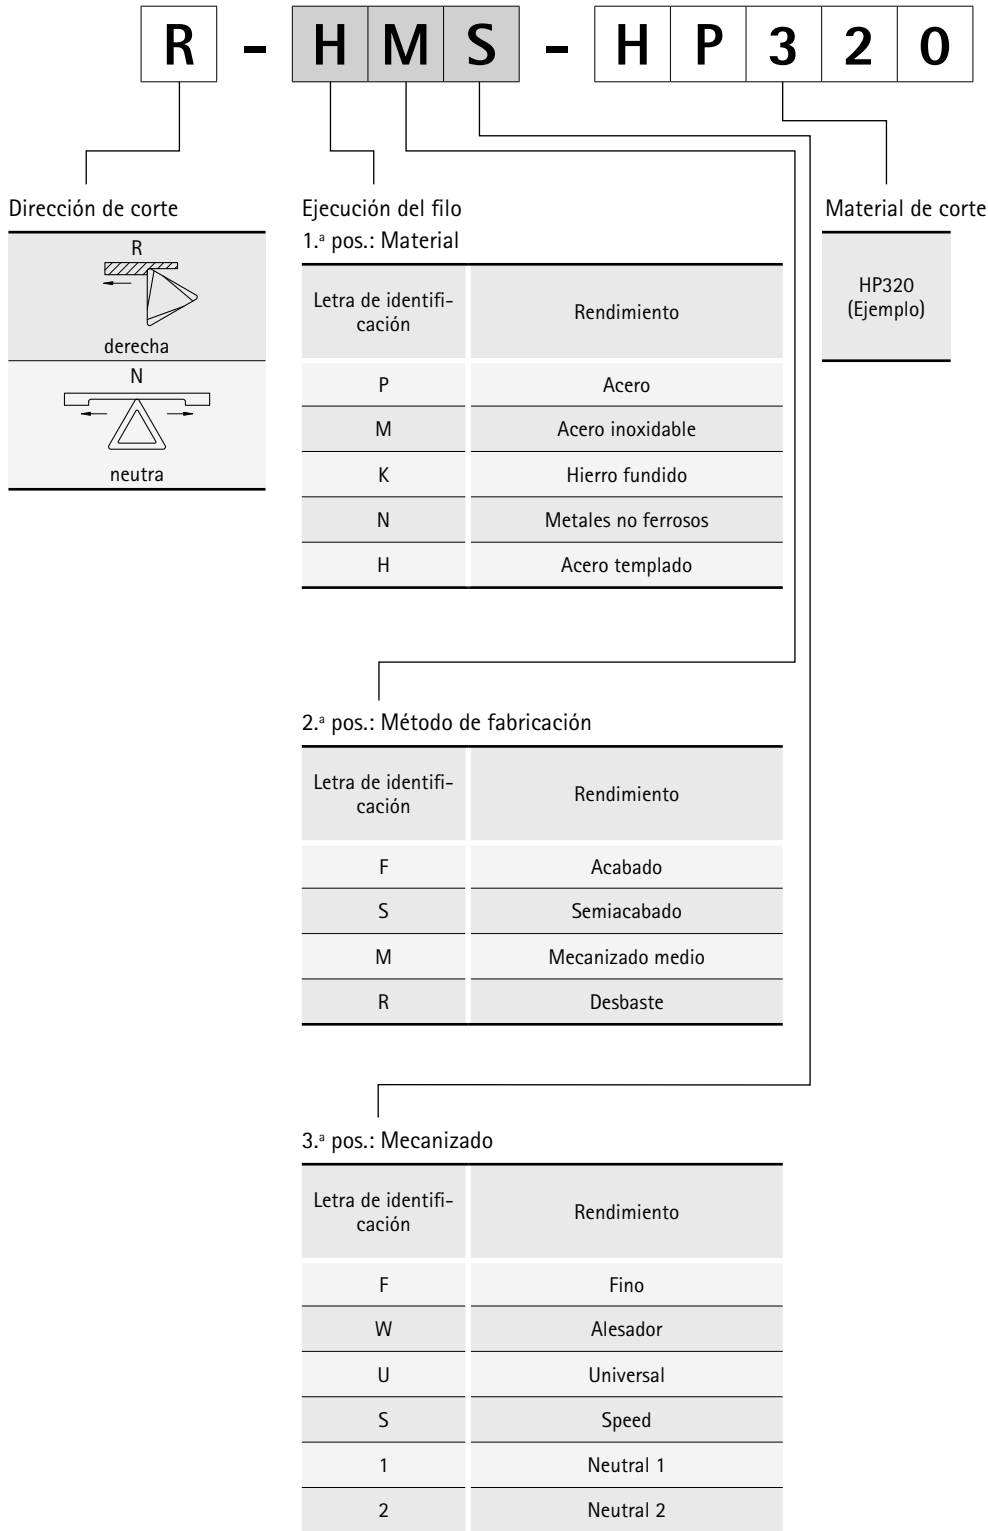 R - HMS - HP320
Dirección de corte
R
derecha
N
neutra
Ejecución del filo
1.ª pos.: Material
Letra de identifi-
cación
Rendimiento
P Acero
M Acero inoxidable
K Hierro fundido
N Metales no ferrosos
H Acero templado
Material de corte
HP320
(Ejemplo)
2.ª pos.: Método de fabricación
Letra de identifi-
cación
Rendimiento
F Acabado
S Semiacabado
M Mecanizado medio
R Desbaste
3.ª pos.: Mecanizado
Letra de identifi-
cación
Rendimiento
F Fino
W Alesador
U Universal
S Speed
1 Neutral 1
2 Neutral 2